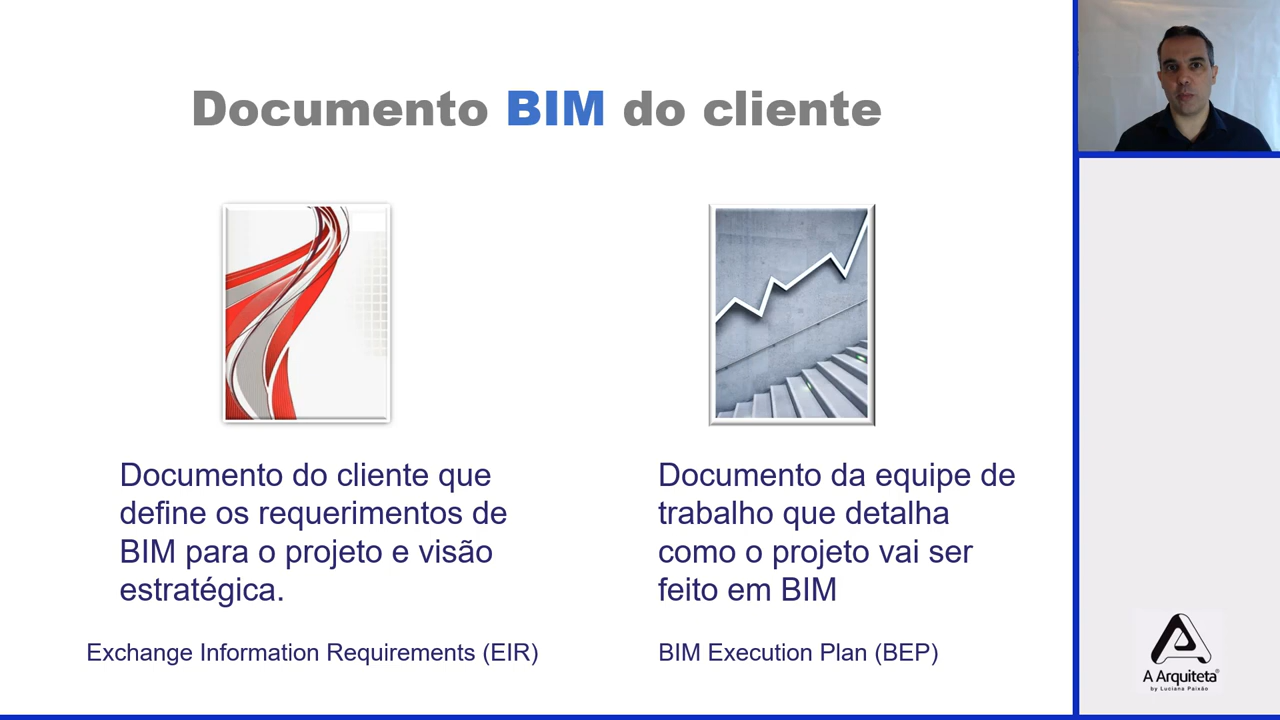 Documento BIM do cliente
Documento do cliente que
define os requerimentos de
BIM para o projeto e visão
estratégica.
Exchange Information Requirements (EIR)
Documento da equipe de
trabalho que detalha
como o projeto vai ser
feito em BIM
BIM Execution Plan (BEP)
A Arquiteta®
by Luciana Paixão